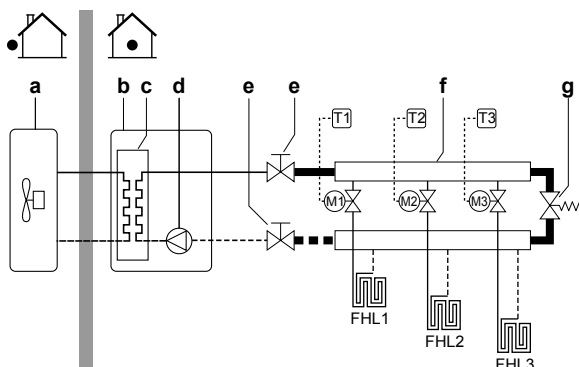 a b c d e e f g
T1 T2 T3
M1 M2 M3
FHL1
FHL2
FHL3